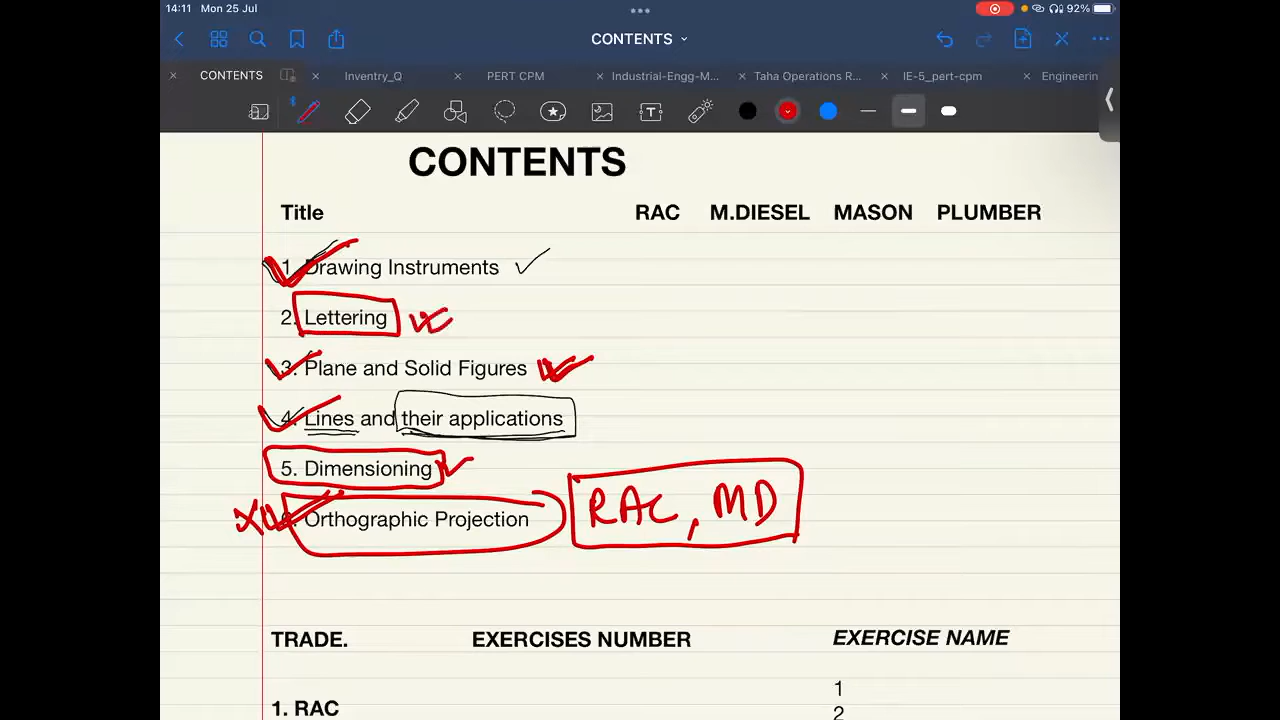 14:11 Mon 25 Jul
92%
CONTENTS
CONTENTS Inventry_Q PERT CPM Industrial-Engg-M... Taha Operations R... IE-5_pert-cpm Engineerin
CONTENTS
Title RAC M.DIESEL MASON PLUMBER
1. Drawing Instruments
2. Lettering
3. Plane and Solid Figures
4. Lines and their applications
5. Dimensioning
6. Orthographic Projection
RAC, MD
TRADE. EXERCISES NUMBER EXERCISE NAME
1
1. RAC
2